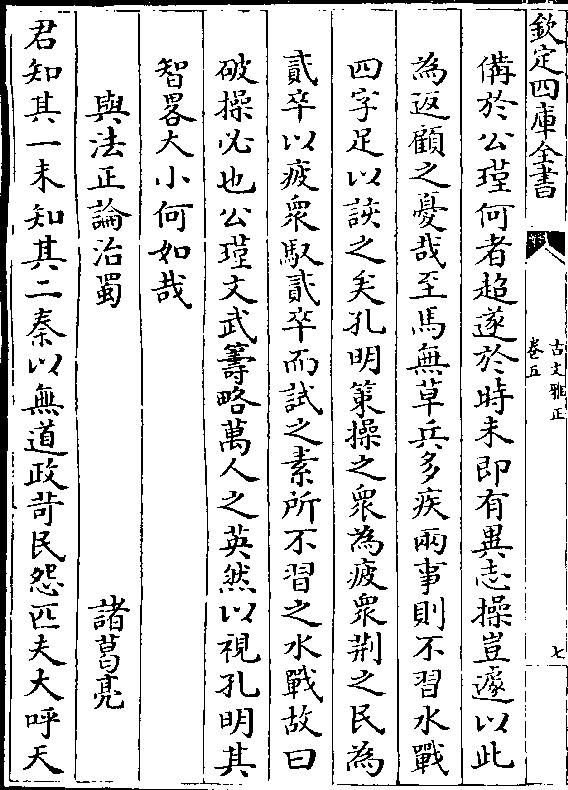 欽定四庫全書
古文雅正
卷五
七
備於公瑾何者超遂於時未即有異志操豈遽以此
為返顧之憂哉至馬無草兵多疾兩事則不習水戰
四字足以該之矣孔明策操之衆為疲衆荆之民為
貳卒以疲衆馭貳卒而試之素所不習之水戰故曰
破操必也公瑾文武籌略萬人之英然以視孔明其
智畧大小何如哉
與法正論治蜀
諸葛亮
君知其一未知其二秦以無道政苛民怨匹夫大呼天